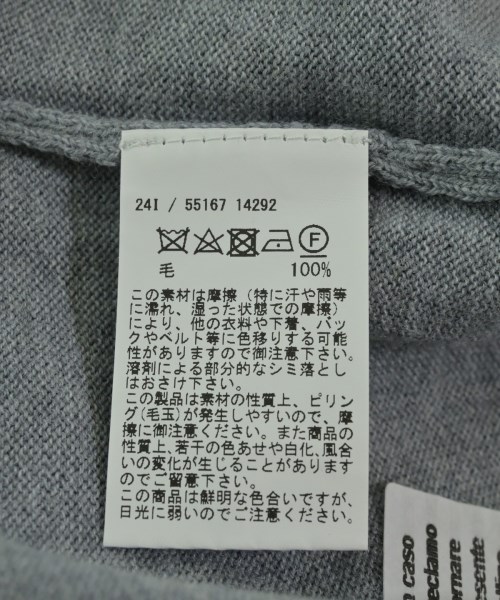 24I / 55167 14292
F
毛 100%
この素材は摩擦（特に汗や雨等
に濡れ、湿った状態での摩擦）
により、他の衣料や下着、バッ
クやベルト等に色移りする可能
性がありますので御注意下さい。
溶剤による部分的なシミ落とし
はおさけ下さい。
この製品は素材の性質上、ピリン
グ(毛玉)が発生しやすいので、摩
擦に御注意ください。また商品の
性質上、若干の色あせや白化、風合
いの変化が生じることがあります
のでご留意下さい。
この商品は鮮明な色合いですが、
日光に弱いのでご注意下さい。
caso
eclamo
ernare
esente